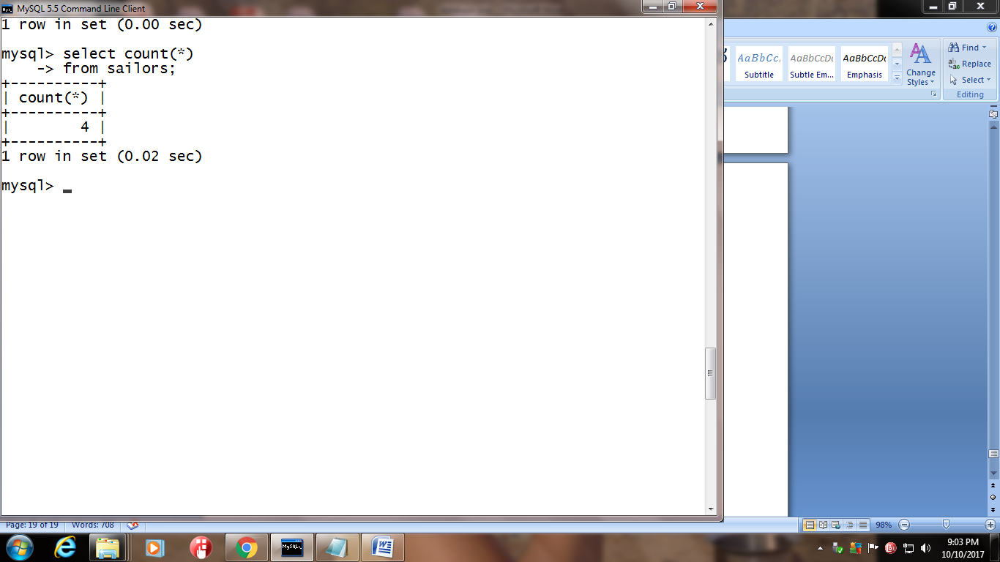 MySQL 5.5 Command Line Client
1 row in set (0.00 sec)
mysql> select count(*)
    -> from sailors;
+----------+
| count(*) |
+----------+
|        4 |
+----------+
1 row in set (0.02 sec)
mysql>
AaBbCc.
AaBbCcDc
AaBbCcDc
Subtitle
Subtle Em...
Emphasis
Change
Styles
Find
Replace
Select
Editing
Page: 19 of 19
Words: 708
98%
MySQL
9:03 PM
10/10/2017